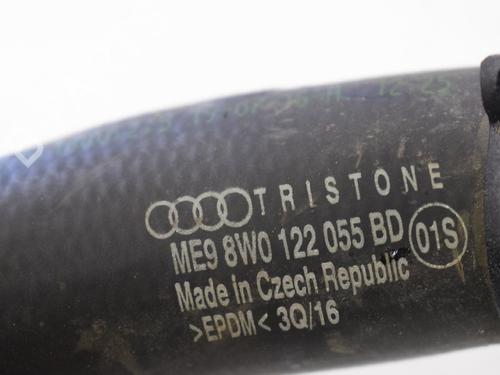 TRISTONE
ME9 8W0 122 055 BD
01S
Made in Czech Republic
>EPDM< 3Q/16